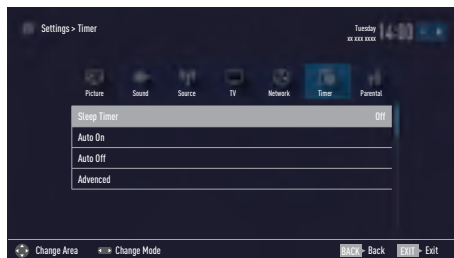 Settings > Timer
Tuesday
xx xxx xxxx
14:00
Picture Sound Source TV Network Timer Parental
Sleep Timer Off
Auto On
Auto Off
Advanced
Change Area Change Mode BACK Back EXIT Exit